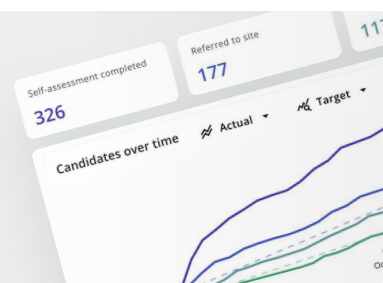 Self-assessment completed
326
Referred to site
177
Candidates over time
Actual
Target